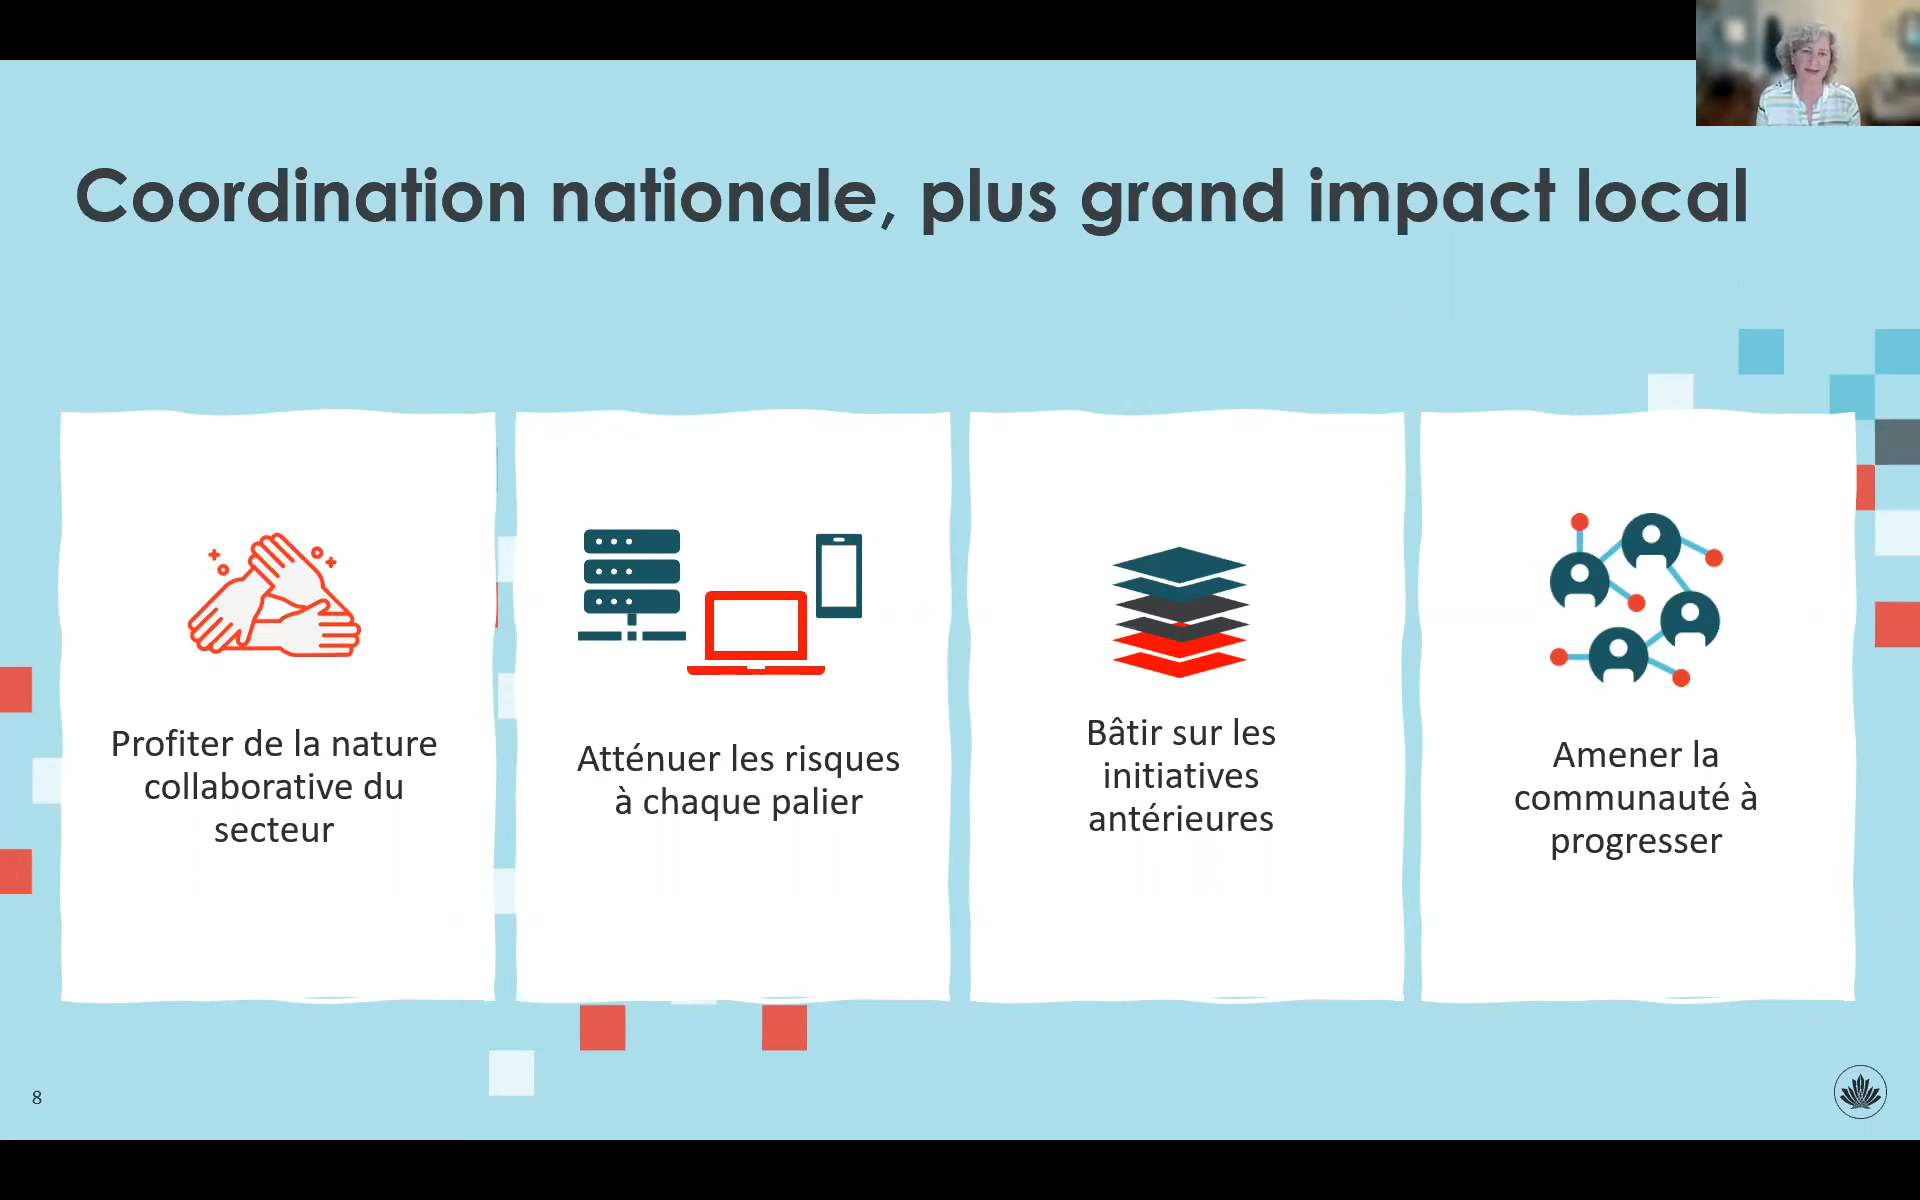 Coordination nationale, plus grand impact local
Profiter de la nature
collaborative du
secteur
Atténuer les risques
à chaque palier
Bâtir sur les
initiatives
antérieures
Amener la
communauté à
progresser
8